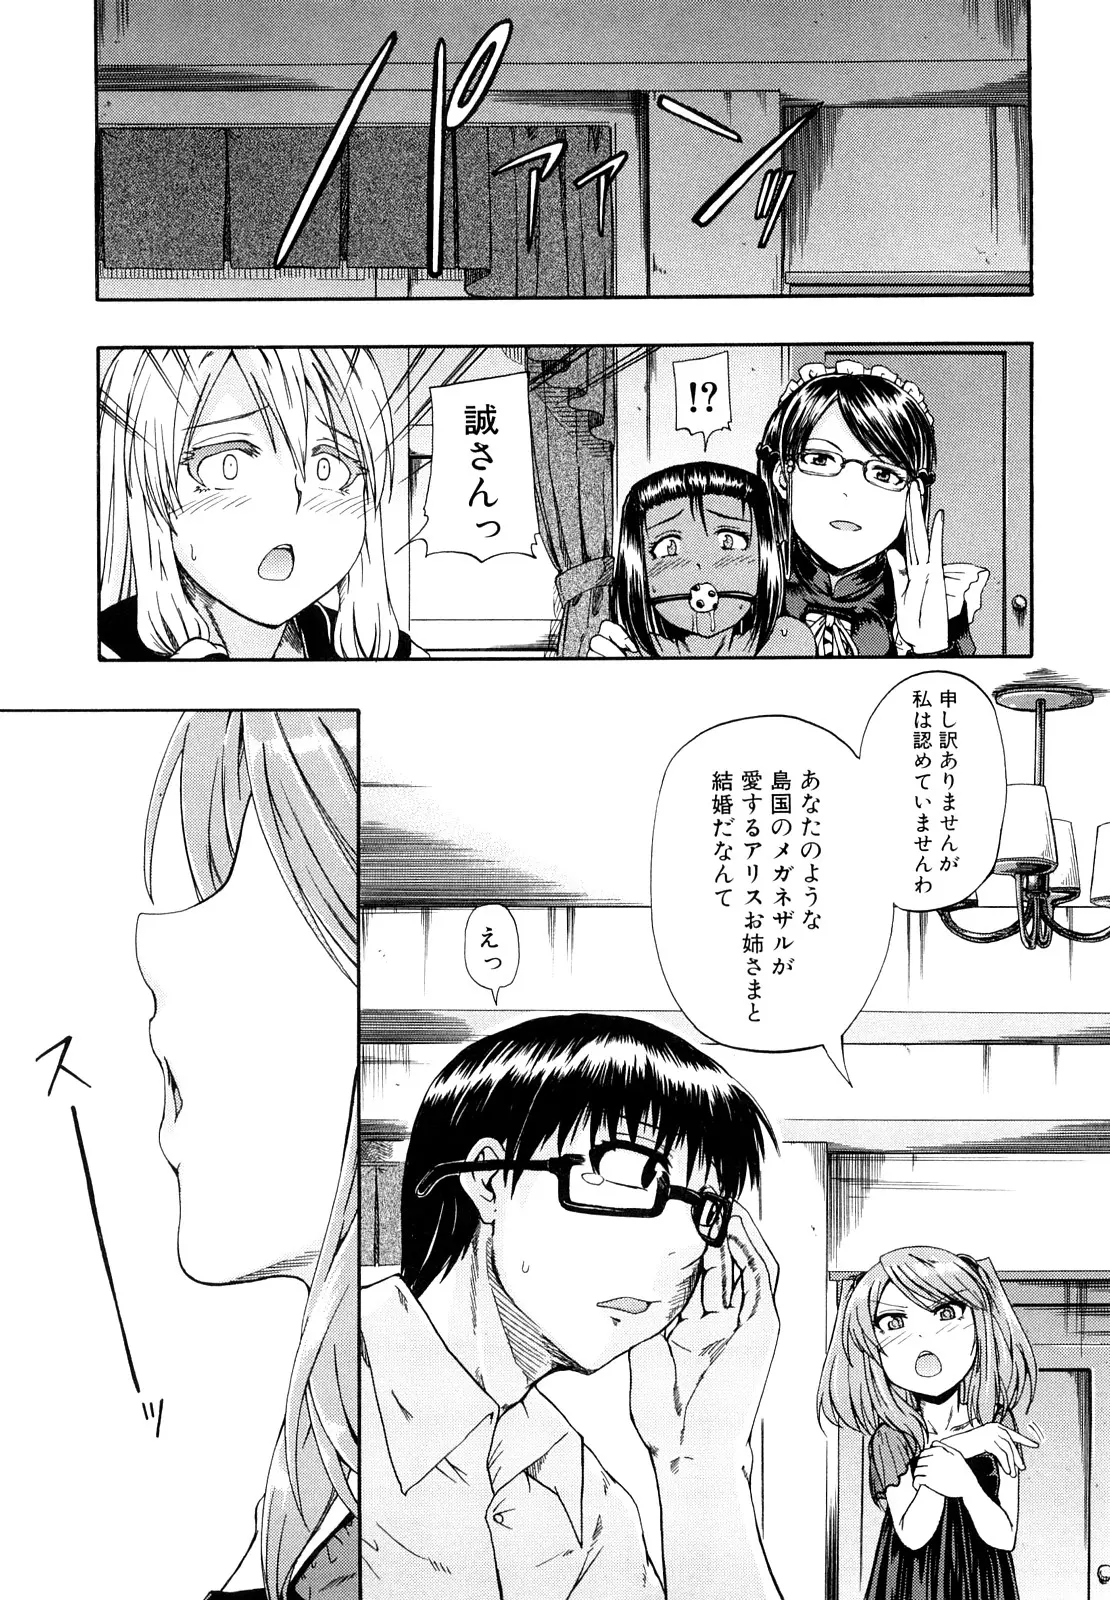 パァァンッ
!?
誠さんっ
申し訳ありませんが
私は認めていませんわ
あなたのような
島国のメガネザルが
愛するアリスお姉さまと
結婚だなんて
えっ
スーッ